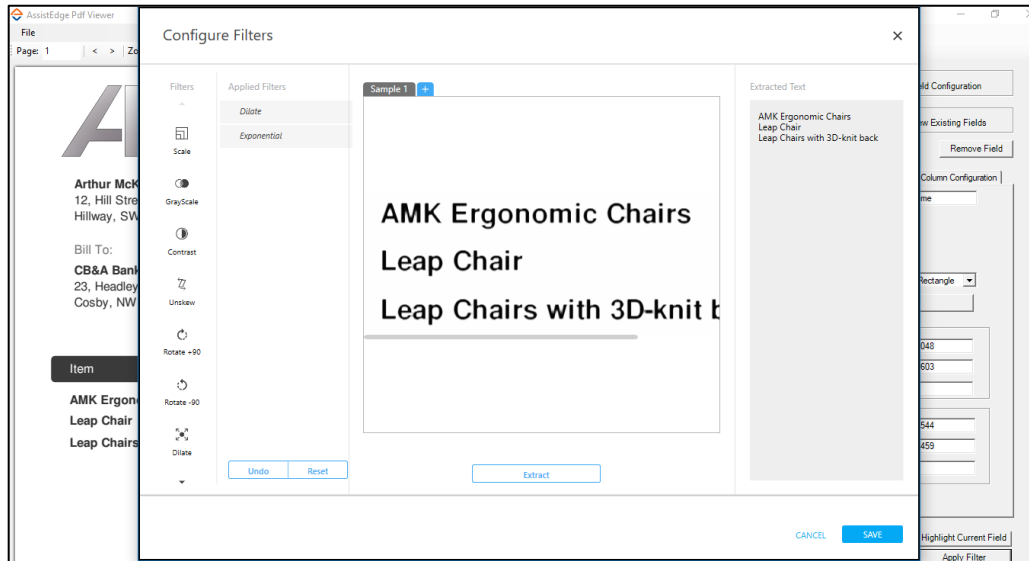 AssistEdge Pdf Viewer
File
Page: 1 < > Zo
Arthur McK
12, Hill Stre
Hillway, SW
Bill To:
CB&A Bank
23, Headley
Cosby, NW
Item
AMK Ergon
Leap Chair
Leap Chairs
Configure Filters
Filters
Scale
GrayScale
Contrast
Unskew
Rotate +90
Rotate -90
Dilate
Applied Filters
Dilate
Exponential
Undo Reset
Sample 1 +
AMK Ergonomic Chairs
Leap Chair
Leap Chairs with 3D-knit b
Extract
Extracted Text
AMK Ergonomic Chairs
Leap Chair
Leap Chairs with 3D-knit back
CANCEL SAVE
eld Configuration
ew Existing Fields
Remove Field
Column Configuration
me
Rectangle
048
603
544
459
Highlight Current Field
Apply Filter